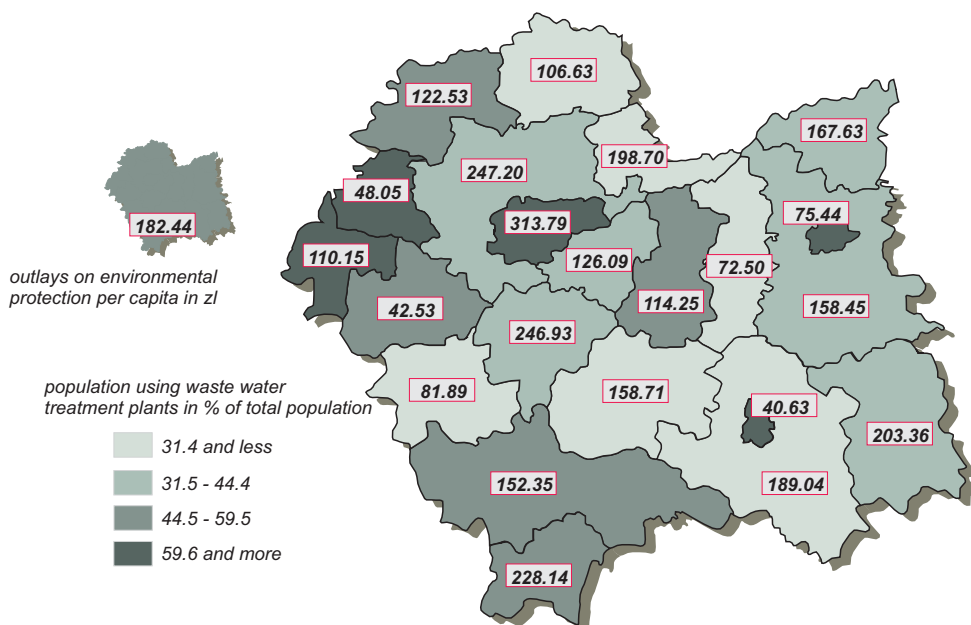 106.63
122.53
167.63
198.70
247.20
48.05
75.44
313.79
182.44
110.15
126.09
72.50
outlays on environmental
protection per capita in zl
42.53
114.25
158.45
246.93
population using waste water
treatment plants in % of total population
81.89
158.71
40.63
31.4 and less
203.36
31.5 - 44.4
152.35
189.04
44.5 - 59.5
59.6 and more
228.14